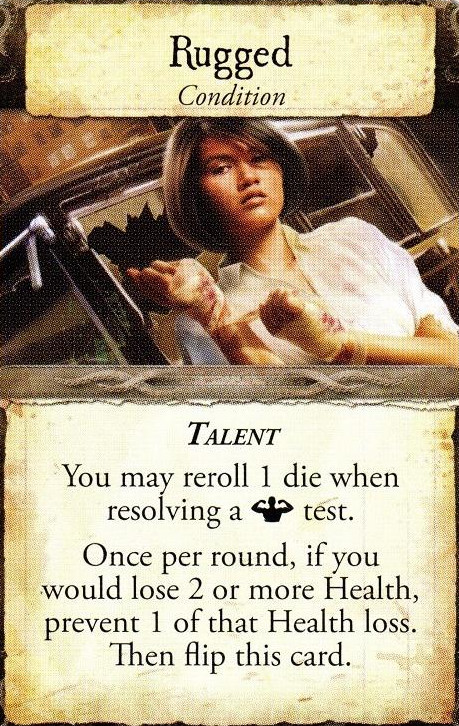 Rugged
Condition
TALENT
You may reroll 1 die when
resolving a test.
Once per round, if you
would lose 2 or more Health,
prevent 1 of that Health loss.
Then flip this card.